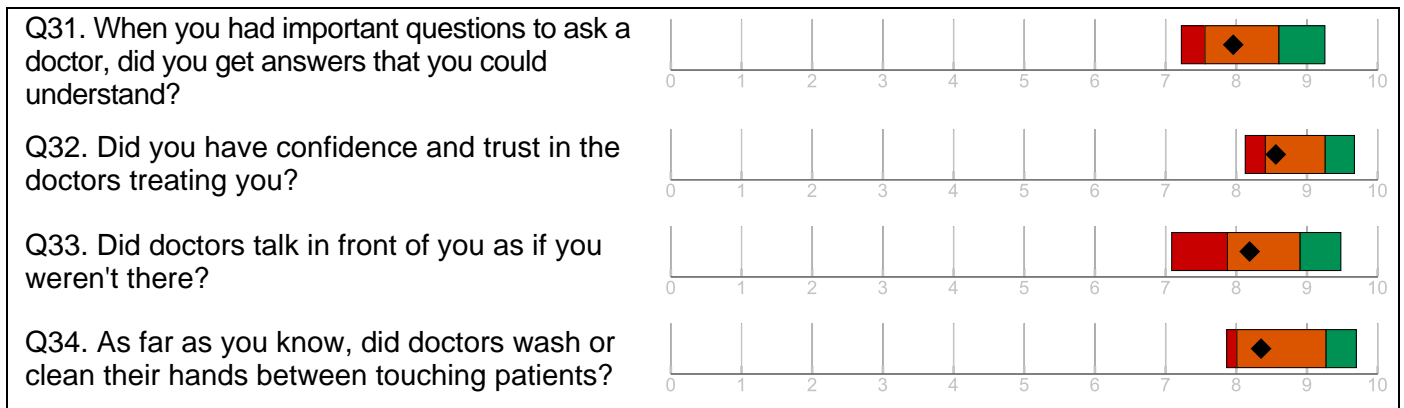 Q31. When you had important questions to ask a
doctor, did you get answers that you could
understand?
0 1 2 3 4 5 6 7 8 9 10
Q32. Did you have confidence and trust in the
doctors treating you?
0 1 2 3 4 5 6 7 8 9 10
Q33. Did doctors talk in front of you as if you
weren't there?
0 1 2 3 4 5 6 7 8 9 10
Q34. As far as you know, did doctors wash or
clean their hands between touching patients?
0 1 2 3 4 5 6 7 8 9 10